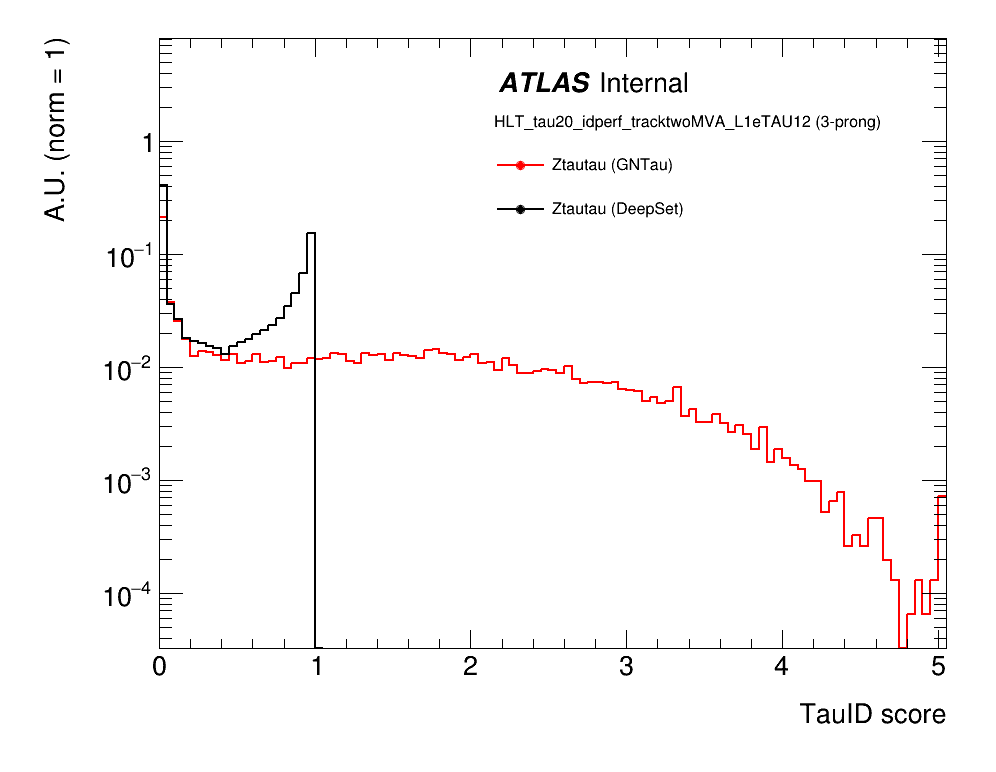 A.U. (norm = 1)
ATLAS Internal
HLT_tau20_idperf_tracktwoMVA_L1eTAU12 (3-prong)
Ztautau (GNTau)
Ztautau (DeepSet)
1
10⁻¹
10⁻²
10⁻³
10⁻⁴
0 1 2 3 4 5
TauID score